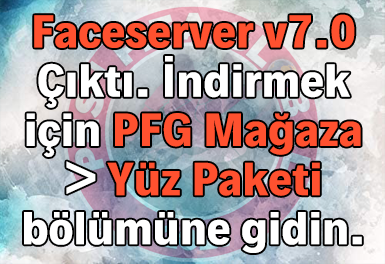 Faceserver v7.0
Çıktı. İndirmek
için PFG Mağaza
> Yüz Paketi
bölümüne gidin.